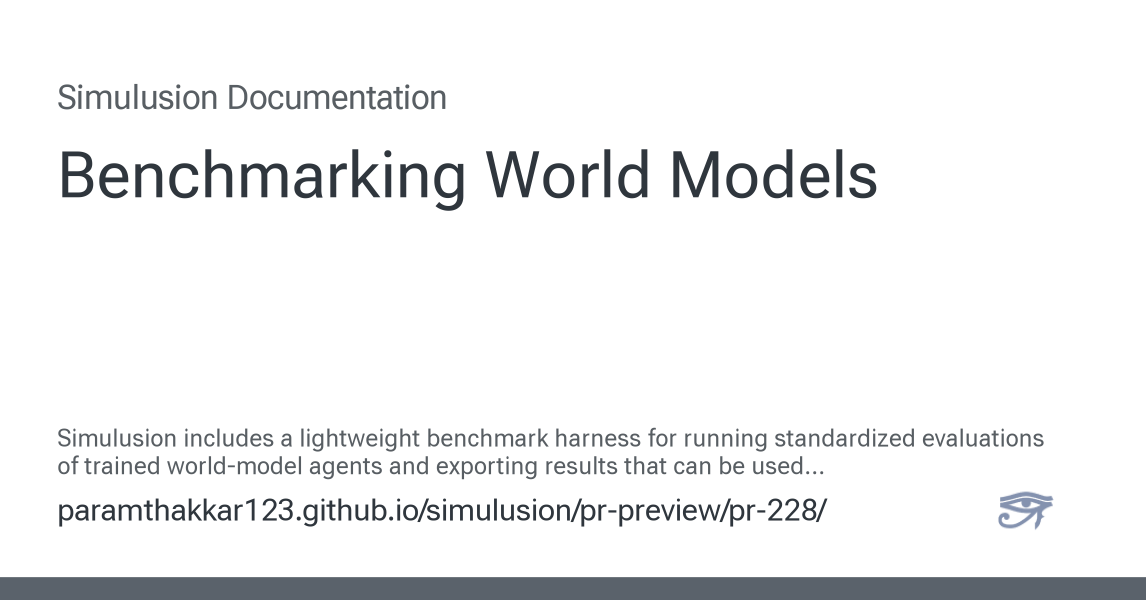 Simulusion Documentation
Benchmarking World Models
Simulusion includes a lightweight benchmark harness for running standardized evaluations
of trained world-model agents and exporting results that can be used...
paramthakkar123.github.io/simulusion/pr-preview/pr-228/